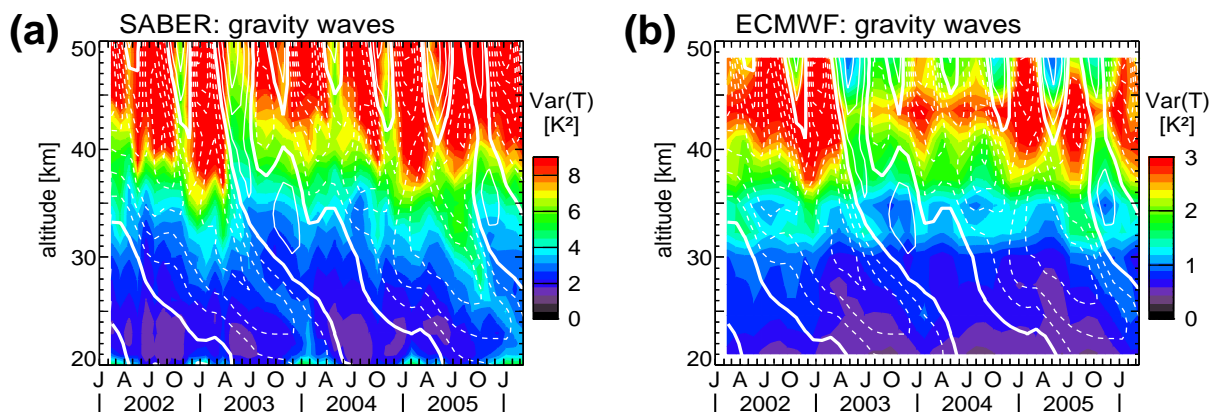 (a) SABER: gravity waves
50
40
30
20
altitude [km]
J A J O J A J O J A J O J A J O J
| 2002 | 2003 | 2004 | 2005 |
Var(T)
[K²]
8
6
4
2
0
(b) ECMWF: gravity waves
50
40
30
20
altitude [km]
J A J O J A J O J A J O J A J O J
| 2002 | 2003 | 2004 | 2005 |
Var(T)
[K²]
3
2
1
0